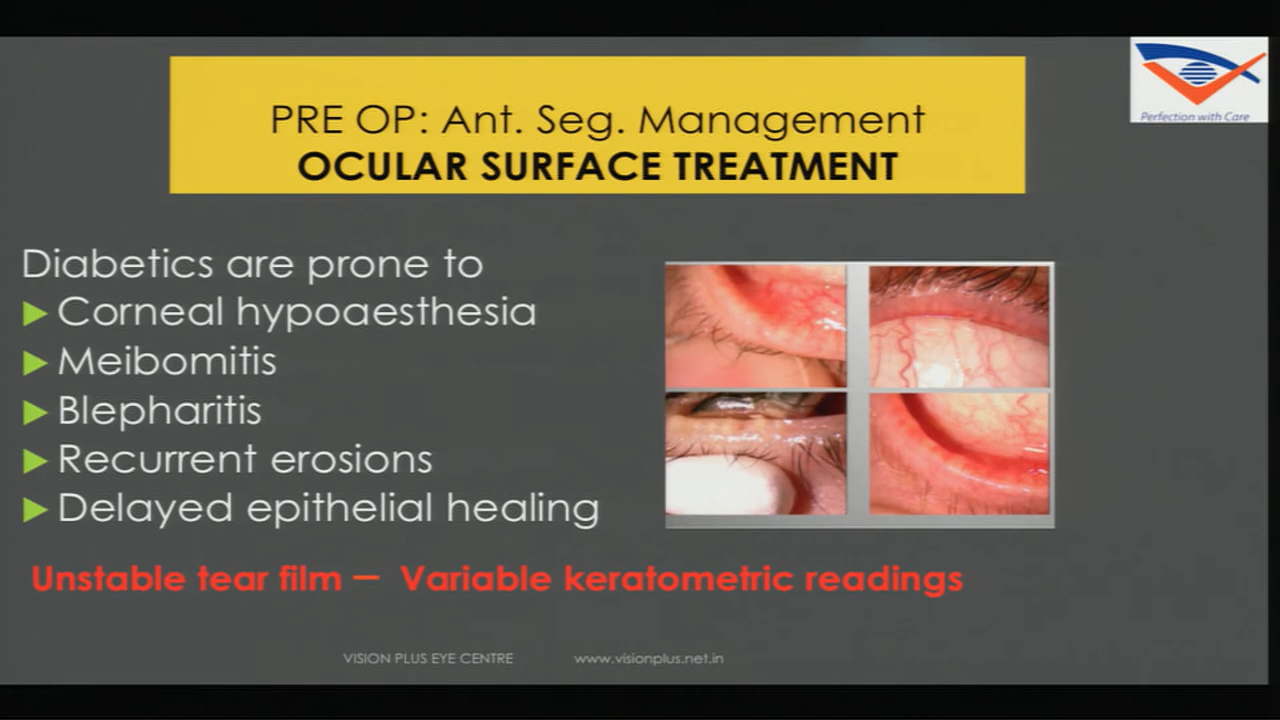 PRE OP: Ant. Seg. Management
OCULAR SURFACE TREATMENT
Perfection with Care
Diabetics are prone to
Corneal hypoaesthesia
Meibomitis
Blepharitis
Recurrent erosions
Delayed epithelial healing
Unstable tear film – Variable keratometric readings
VISION PLUS EYE CENTRE www.visionplus.net.in